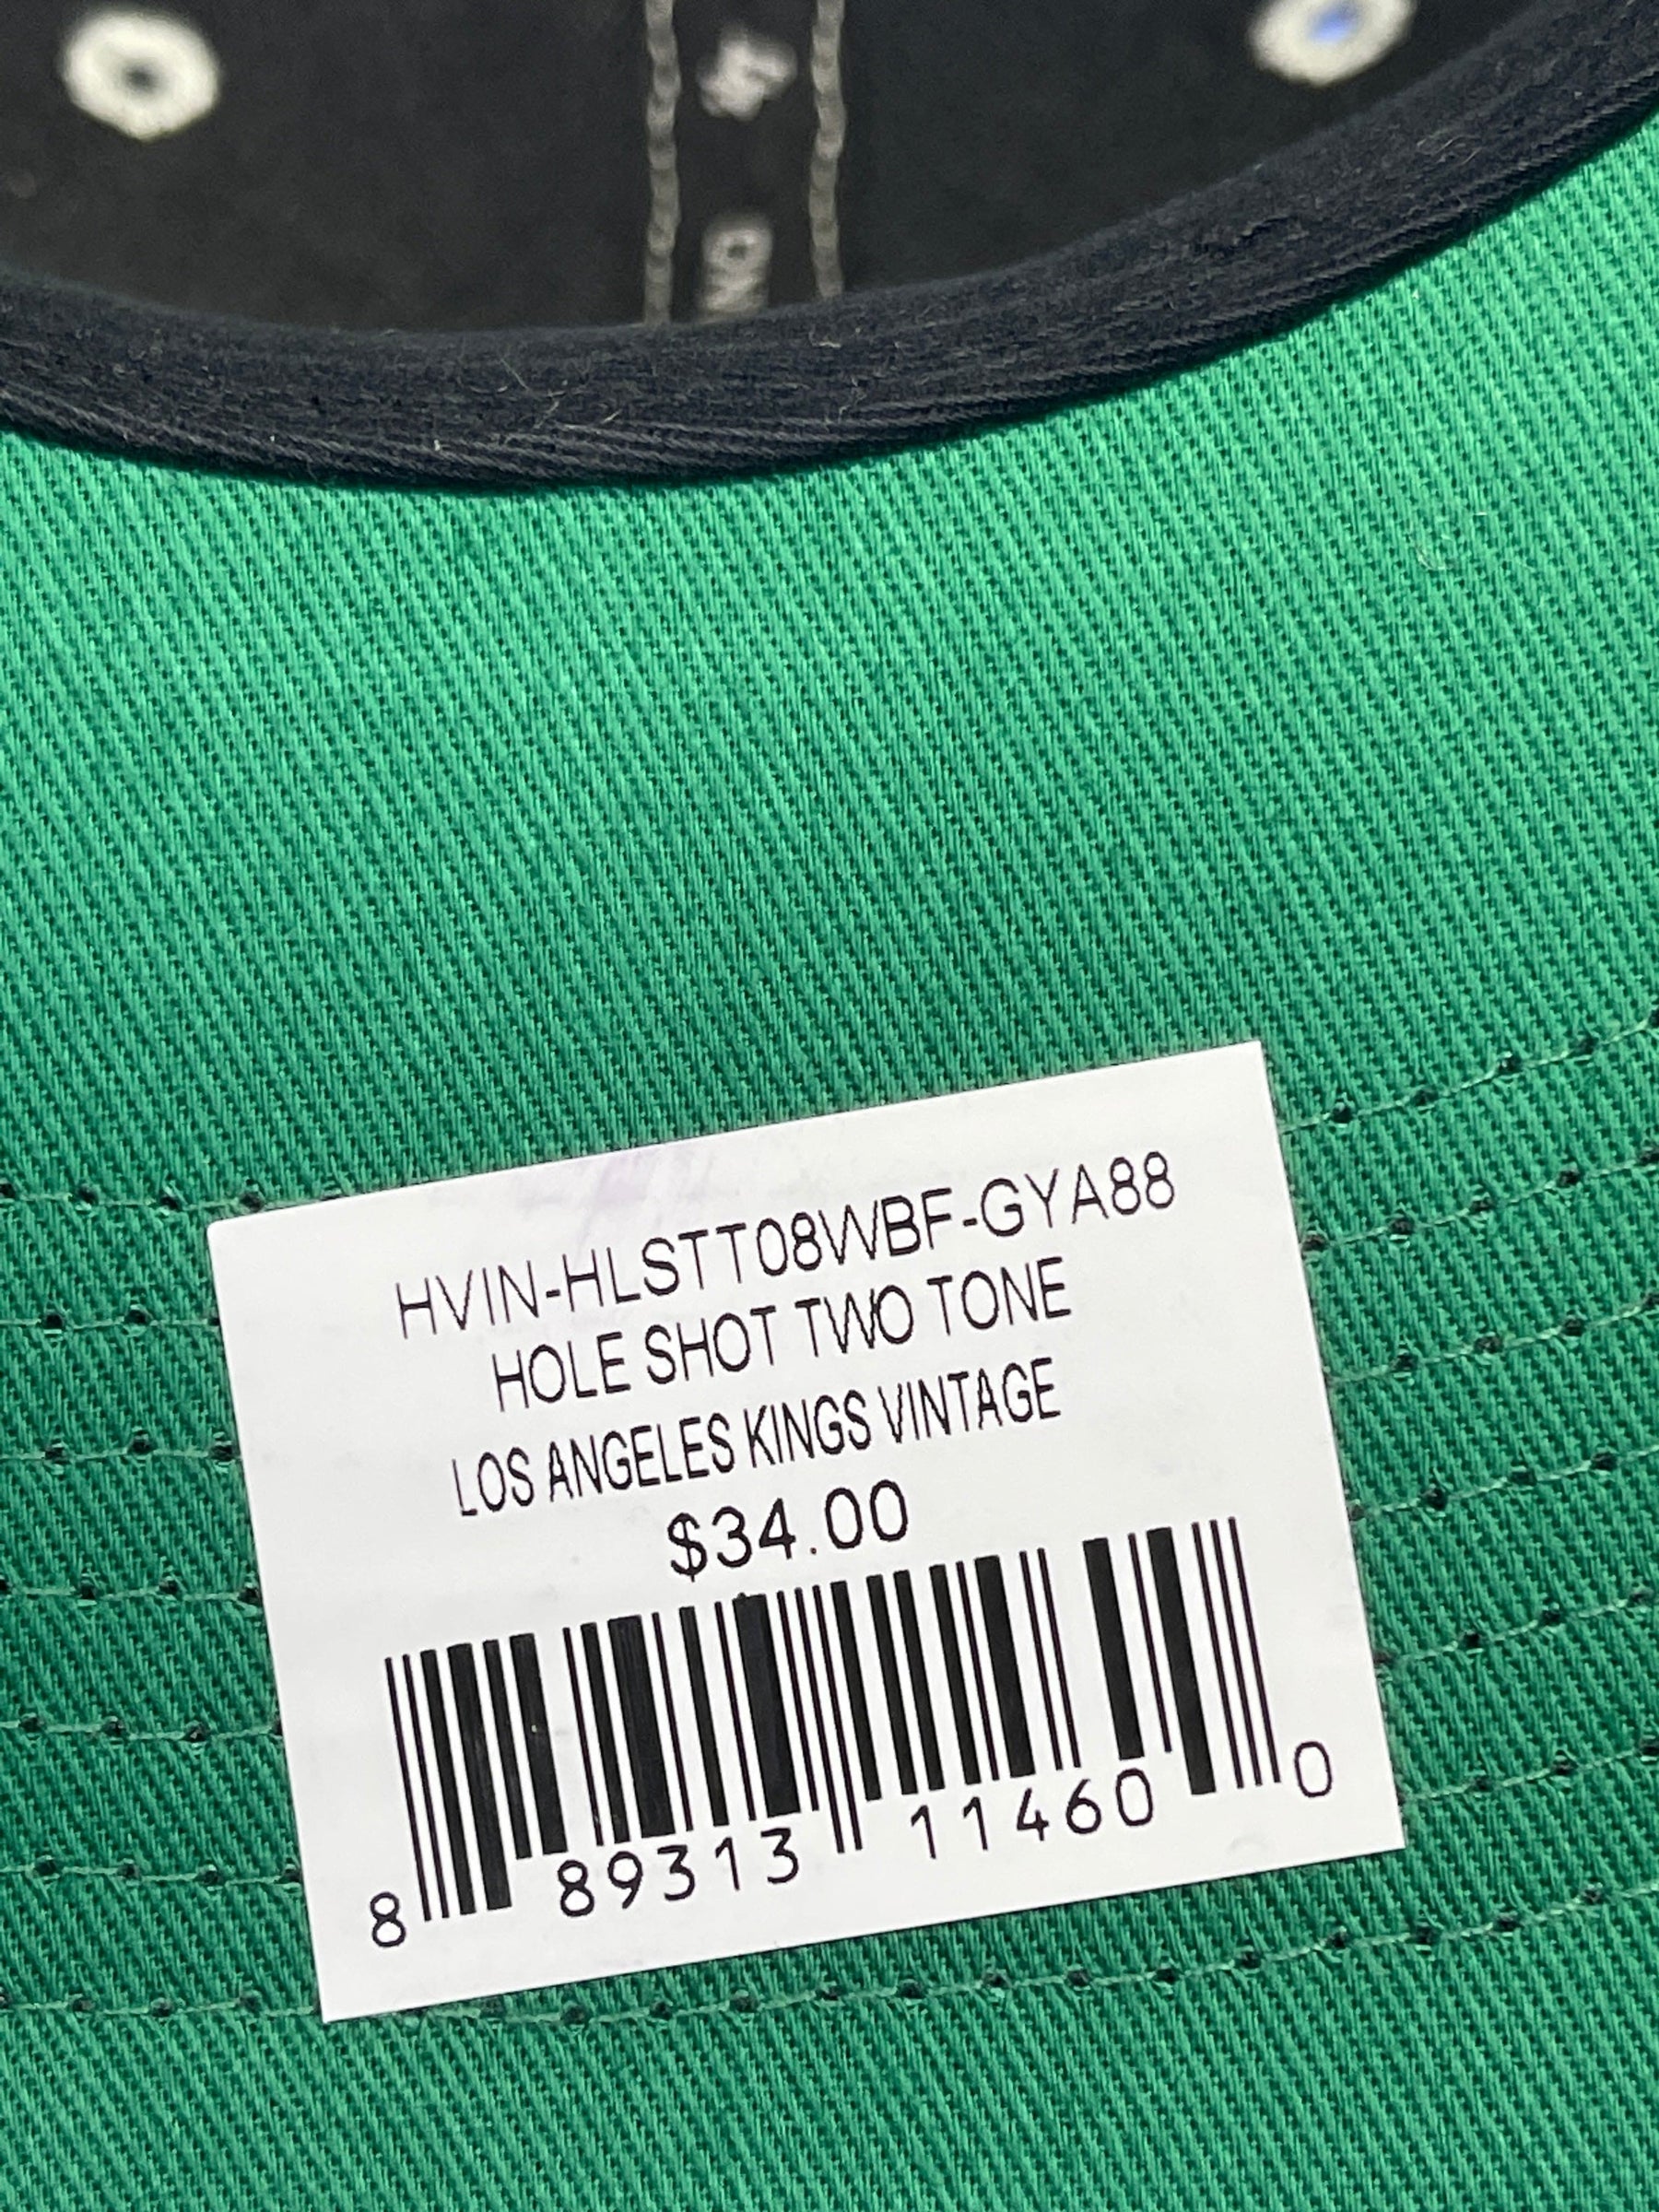 HVIN-HLSTT08WBF-GYA88
HOLE SHOT TWO TONE
LOS ANGELES KINGS VINTAGE
$34.00
8 89313 11460 0